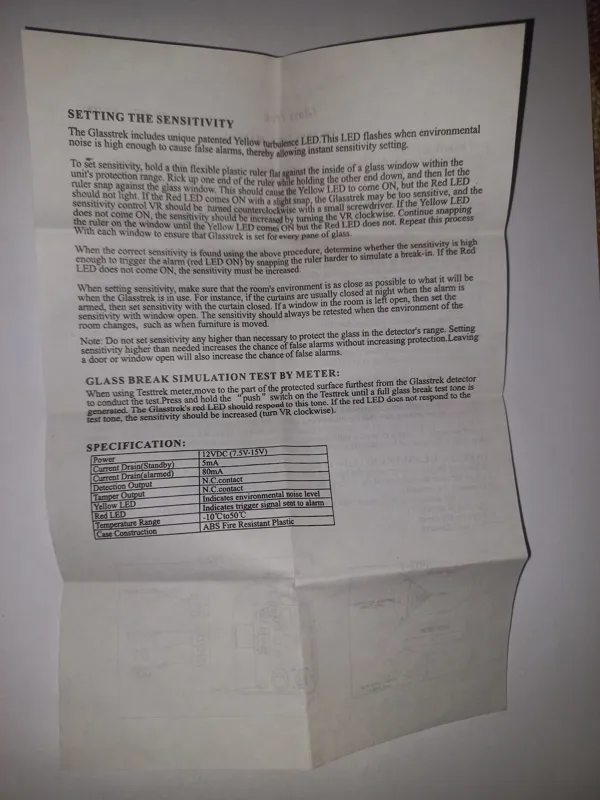 SETTING THE SENSITIVITY
The Glasstrek includes unique patented Yellow turbulence LED.This LED flashes when environmental
noise is high enough to cause false alarms, thereby allowing instant sensitivity setting.
To set sensitivity, hold a thin flexible plastic ruler flat against the inside of a glass window within the
unit's protection range. Rick up one end of the ruler while holding the other end down, and then let the
ruler snap against the glass window. This should cause the Yellow LED to come ON, but the Red LED
should not light. If the Red LED comes ON with a slight snap, the Glasstrek may be too sensitive, and the
sensitivity control VR should be turned counterclockwise with a small screwdriver. If the Yellow LED
does not come ON, the sensitivity should be increased by turning the VR clockwise. Continue snapping
the ruler on the window until the Yellow LED comes ON but the Red LED does not. Repeat this process
With each window to ensure that Glasstrek is set for every pane of glass.
When the correct sensitivity is found using the above procedure, determine whether the sensitivity is high
enough to trigger the alarm (red LED ON) by snapping the ruler harder to simulate a break-in. If the Red
LED does not come ON, the sensitivity must be increased.
When setting sensitivity, make sure that the room's environment is as close as possible to what it will be
when the Glasstrek is in use. For instance, if the curtains are usually closed at night when the alarm is
armed, then set sensitivity with the curtain closed. If a window in the room is left open, then set the
sensitivity with window open. The sensitivity should always be retested when the environment of the
room changes, such as when furniture is moved.
Note: Do not set sensitivity any higher than necessary to protect the glass in the detector's range. Setting
sensitivity higher than needed increases the chance of false alarms without increasing protection.Leaving
a door or window open will also increase the chance of false alarms.
GLASS BREAK SIMULATION TEST BY METER:
When using Testtrek meter,move to the part of the protected surface furthest from the Glasstrek detector
to conduct the test.Press and hold the "push" switch on the Testtrek until a full glass break test tone is
generated. The Glasstrek's red LED should respond to this tone. If the red LED does not respond to the
test tone, the sensitivity should be increased (turn VR clockwise).
SPECIFICATION:
Power 12VDC (7.5V-15V)
Current Drain(Standby) 5mA
Current Drain(alarmed) 80mA
Detection Output N.C.contact
Tamper Output N.C.contact
Yellow LED Indicates environmental noise level
Red LED Indicates trigger signal sent to alarm
Temperature Range -10℃to50℃
Case Construction ABS Fire Resistant Plastic